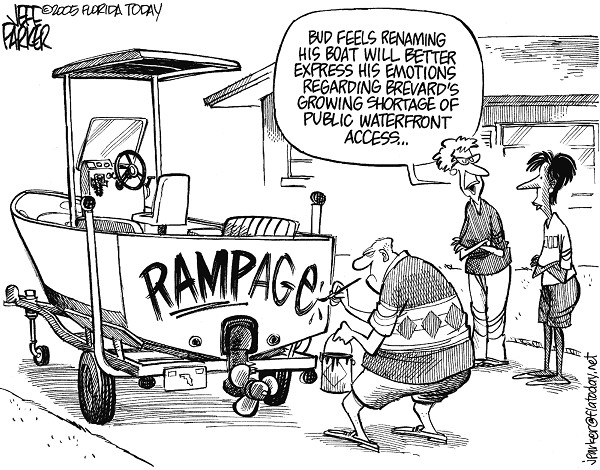 JEFF
PARKER
©2005 FLORIDA TODAY
BUD FEELS RENAMING
HIS BOAT WILL BETTER
EXPRESS HIS EMOTIONS
REGARDING BREVARD'S
GROWING SHORTAGE OF
PUBLIC WATERFRONT
ACCESS...
RAMPAGE
jparker@flatoday.net